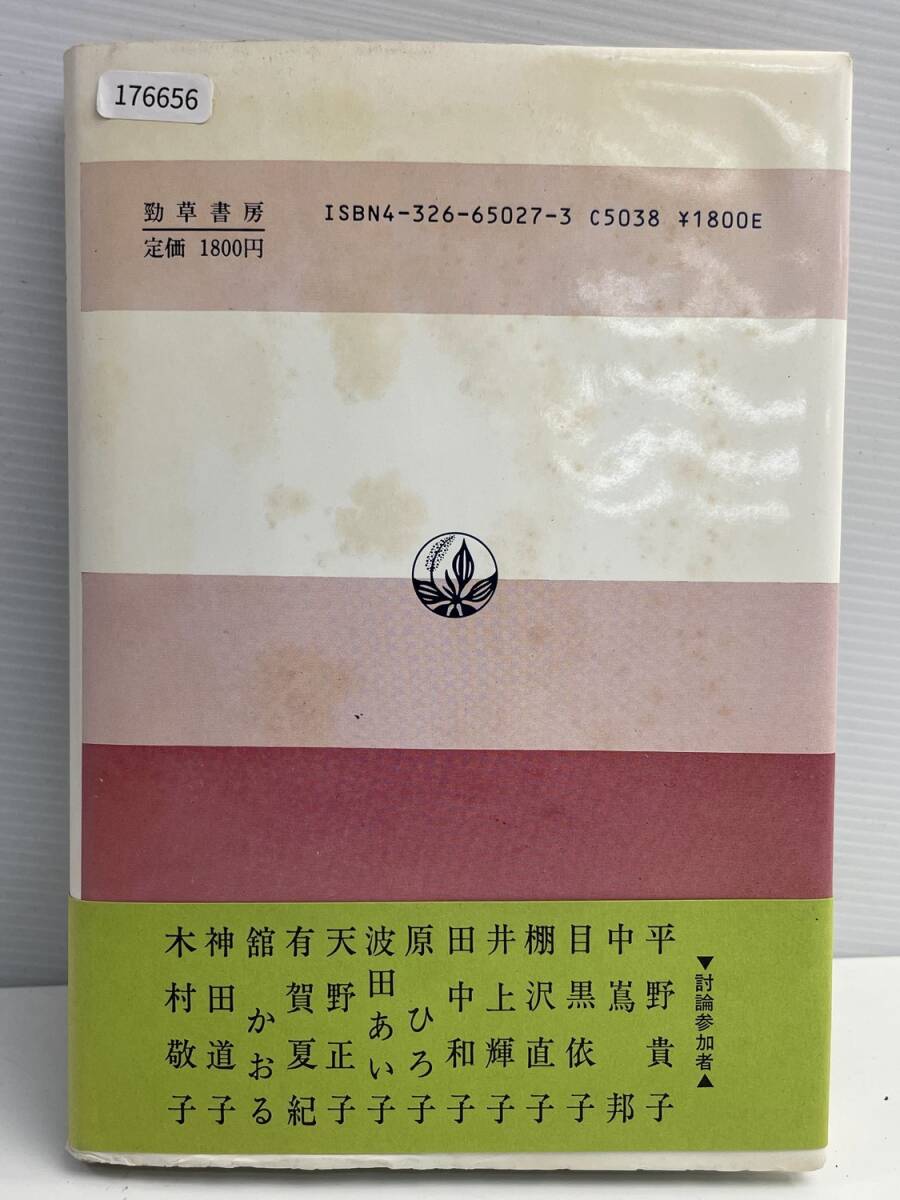 176656
勁草書房
定価 1800円
ISBN4-326-65027-3 C5038 ¥1800E
▼討論参加者▲
平野貴子
中嶌邦
目黒依子
棚沢直子
井上輝子
田中和子
原ひろ子
波田あい子
天野正子
有賀夏紀
舘かおる
神田道子
木村敬子